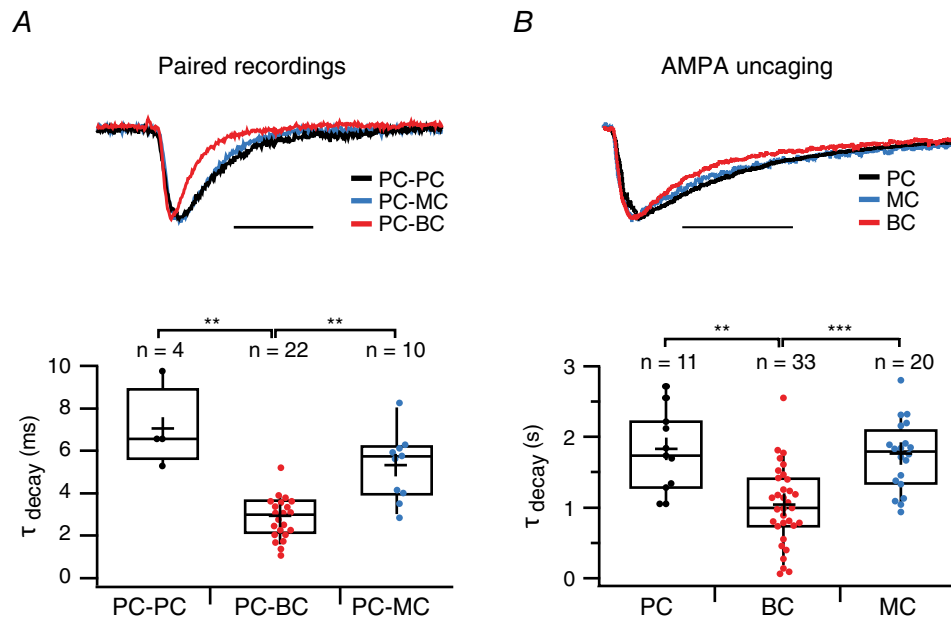 A
Paired recordings
PC-PC
PC-MC
PC-BC
** **
n = 4 n = 22 n = 10
10
8
6
4
2
0
τ decay (ms)
PC-PC PC-BC PC-MC
B
AMPA uncaging
PC
MC
BC
** ***
n = 11 n = 33 n = 20
3
2
1
0
τ decay (s)
PC BC MC